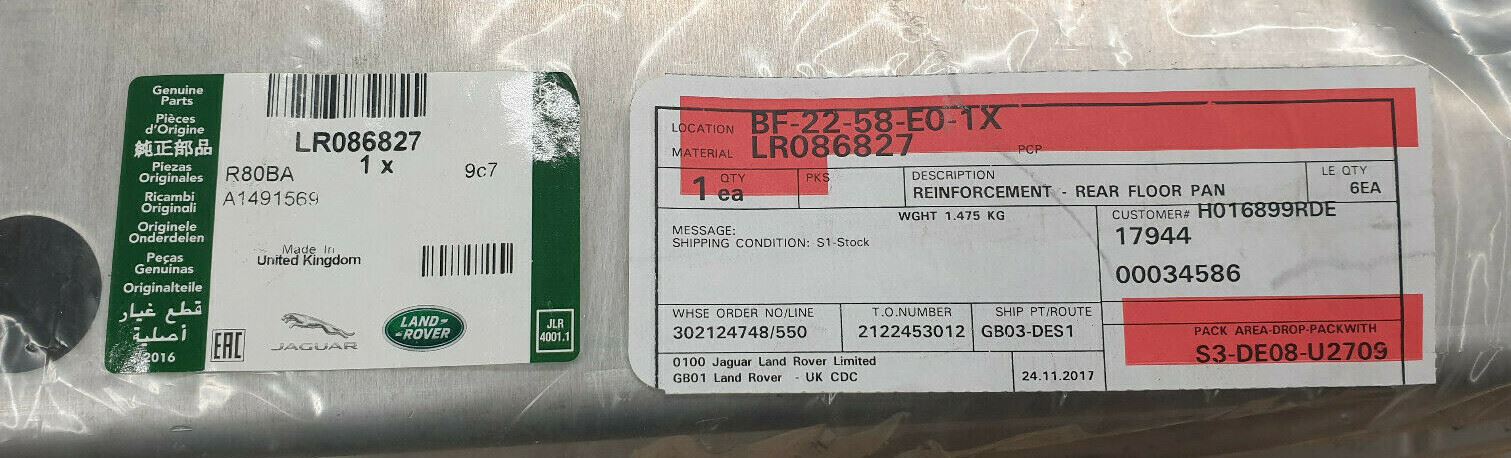 Genuine
Parts
Pièces
d'Origine
純正部品
Piezas
Originales
Ricambi
Originali
Originele
Onderdelen
Peças
Genuinas
Originalteile
قطع غيار
أصلية
2016
LR086827
1 x
R80BA
9c7
A1491569
Made In
United Kingdom
EAC
JAGUAR
LAND-
-ROVER
JLR
4001.1
LOCATION BF-22-58-E0-1X
MATERIAL LR086827 PCP
QTY
1 ea
PKS
DESCRIPTION
REINFORCEMENT - REAR FLOOR PAN
LE QTY
6EA
WGHT 1.475 KG
MESSAGE:
SHIPPING CONDITION: S1-Stock
CUSTOMER# H016899RDE
17944
00034586
WHSE ORDER NO/LINE
302124748/550
T.O.NUMBER
2122453012
SHIP PT/ROUTE
GB03-DES1
PACK AREA-DROP-PACKWITH
S3-DE08-U2709
0100 Jaguar Land Rover Limited
GB01 Land Rover - UK CDC
24.11.2017